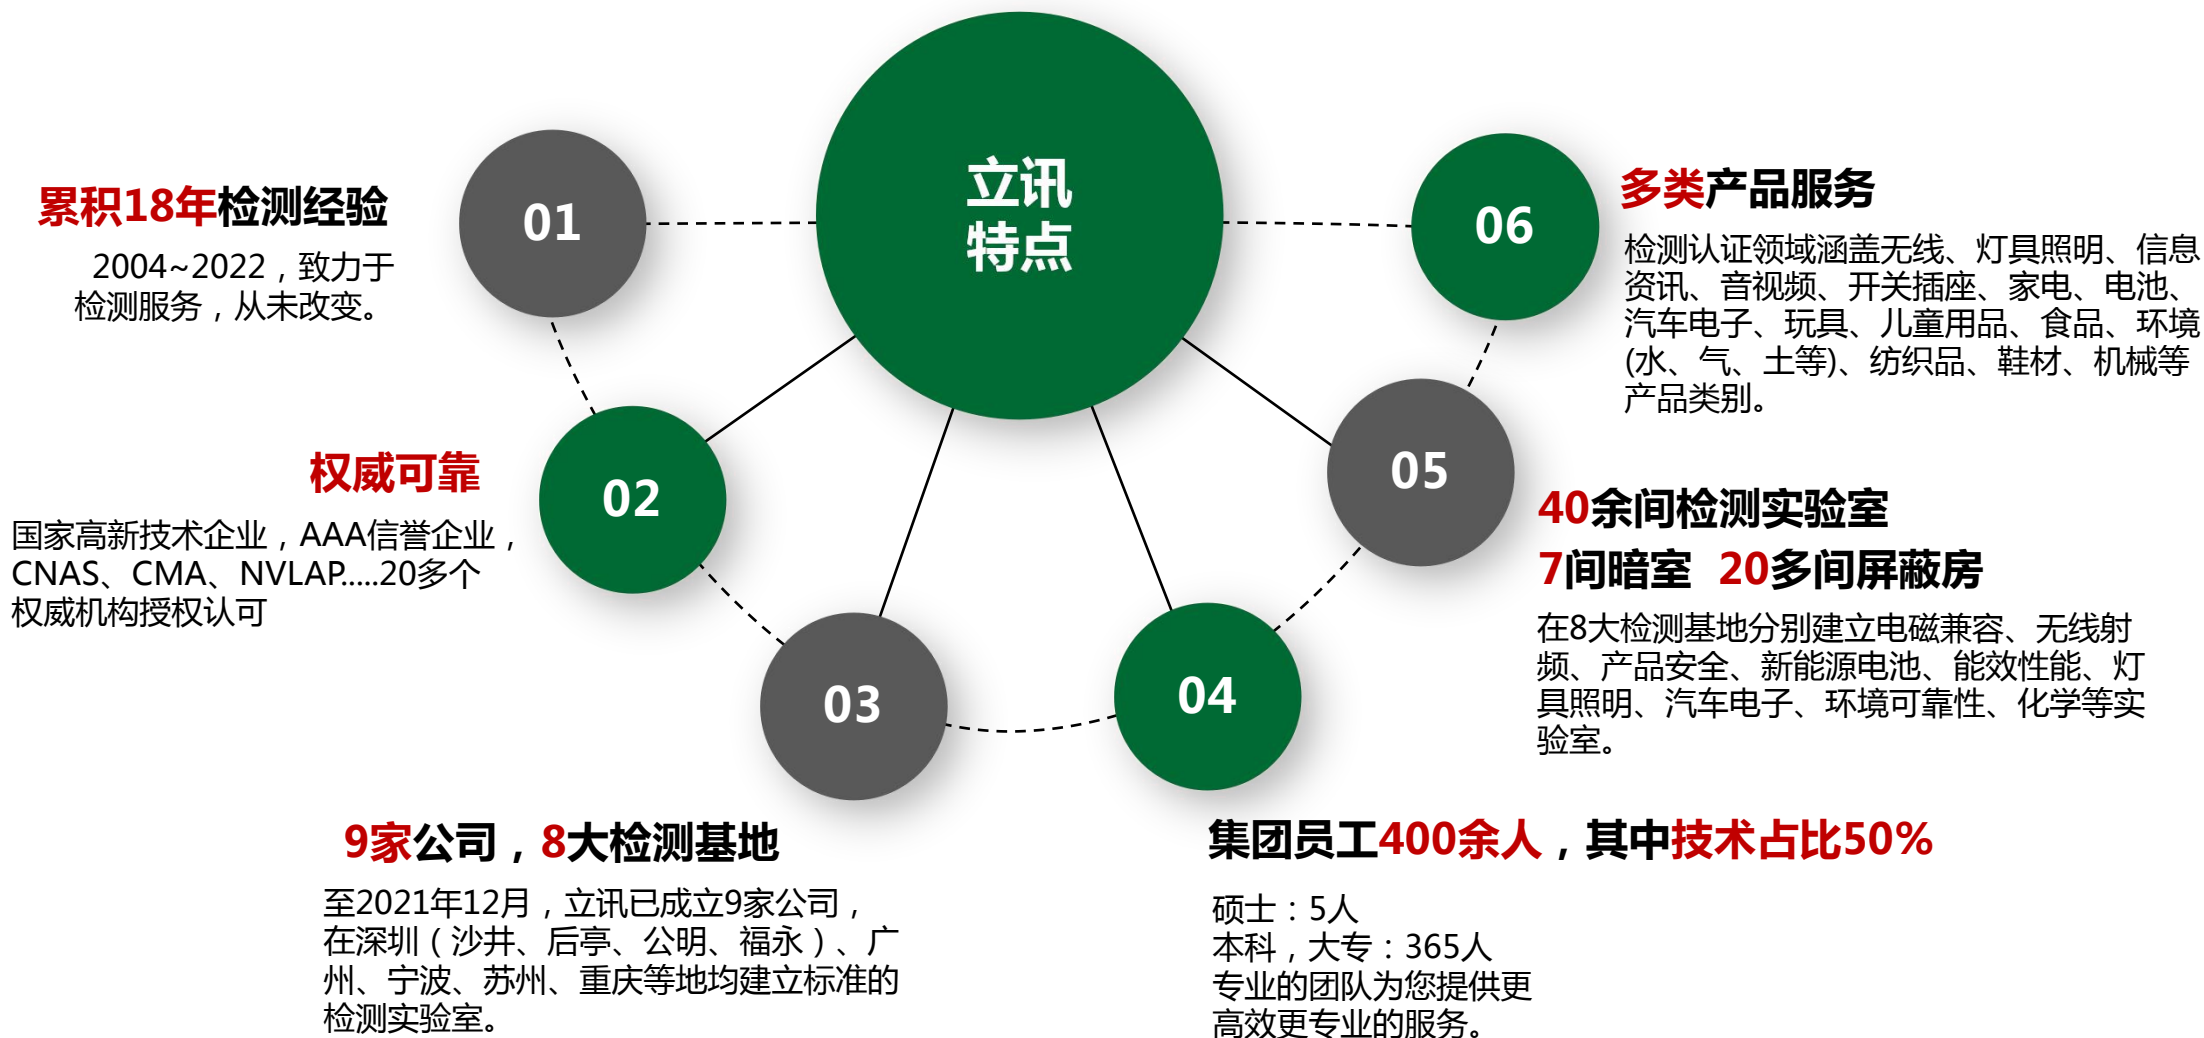 立讯
特点
01
累积18年检测经验
2004~2022，致力于
检测服务，从未改变。
02
权威可靠
国家高新技术企业，AAA信誉企业，
CNAS、CMA、NVLAP.....20多个
权威机构授权认可
03
9家公司，8大检测基地
至2021年12月，立讯已成立9家公司，
在深圳（沙井、后亭、公明、福永）、广
州、宁波、苏州、重庆等地均建立标准的
检测实验室。
04
集团员工400余人，其中技术占比50%
硕士：5人
本科，大专：365人
专业的团队为您提供更
高效更专业的服务。
05
40余间检测实验室
7间暗室 20多间屏蔽房
在8大检测基地分别建立电磁兼容、无线射
频、产品安全、新能源电池、能效性能、灯
具照明、汽车电子、环境可靠性、化学等实
验室。
06
多类产品服务
检测认证领域涵盖无线、灯具照明、信息
资讯、音视频、开关插座、家电、电池、
汽车电子、玩具、儿童用品、食品、环境
(水、气、土等)、纺织品、鞋材、机械等
产品类别。